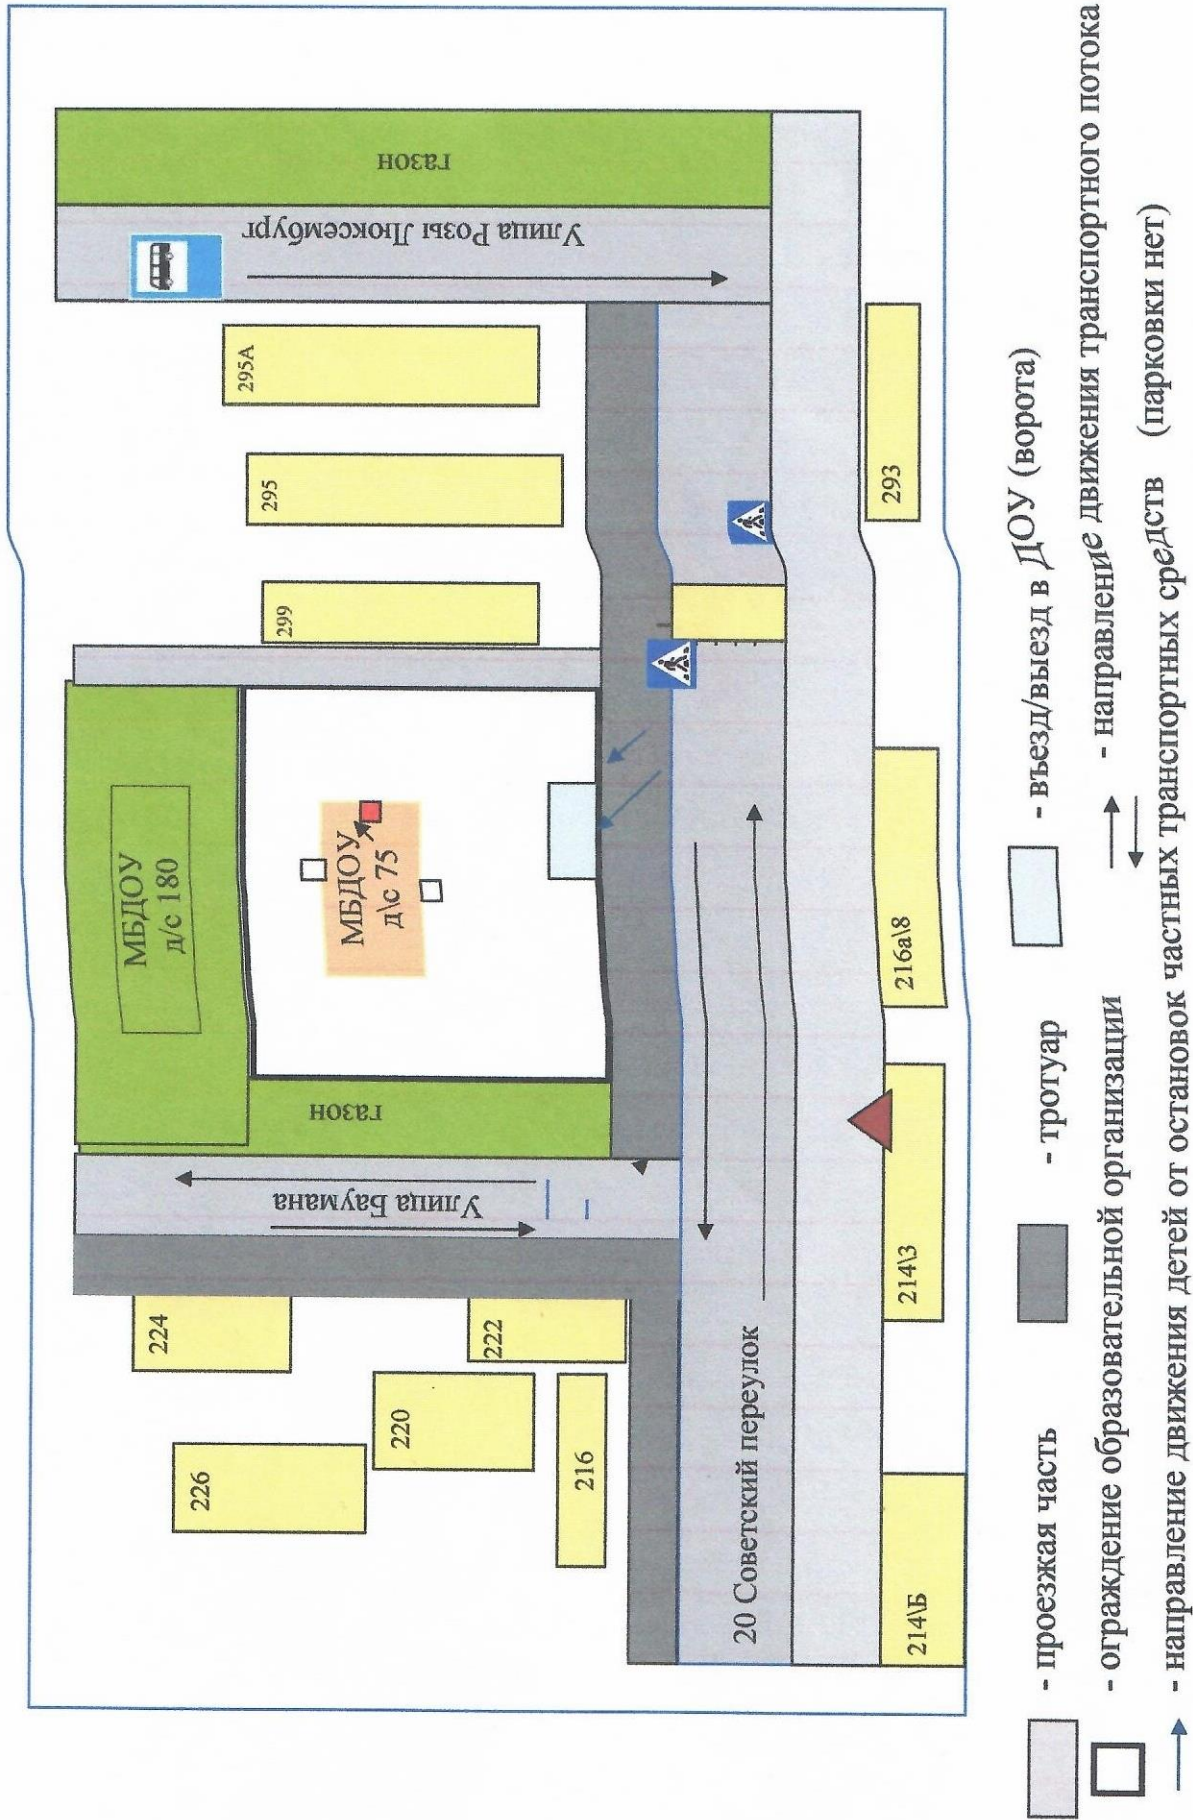 МБДОУ
д/с 180
МБДОУ
д\с 75
газон
газон
Улица Баумана
Улица Розы Люксембург
299
295
295А
224
226
220
222
216
20 Советский переулок
214\Б
214\3
216а\8
293
- проезжая часть
- тротуар
- въезд/выезд в ДОУ (ворота)
- ограждение образовательной организации
- направление движения транспортного потока
- направление движения детей от остановок частных транспортных средств (парковки нет)